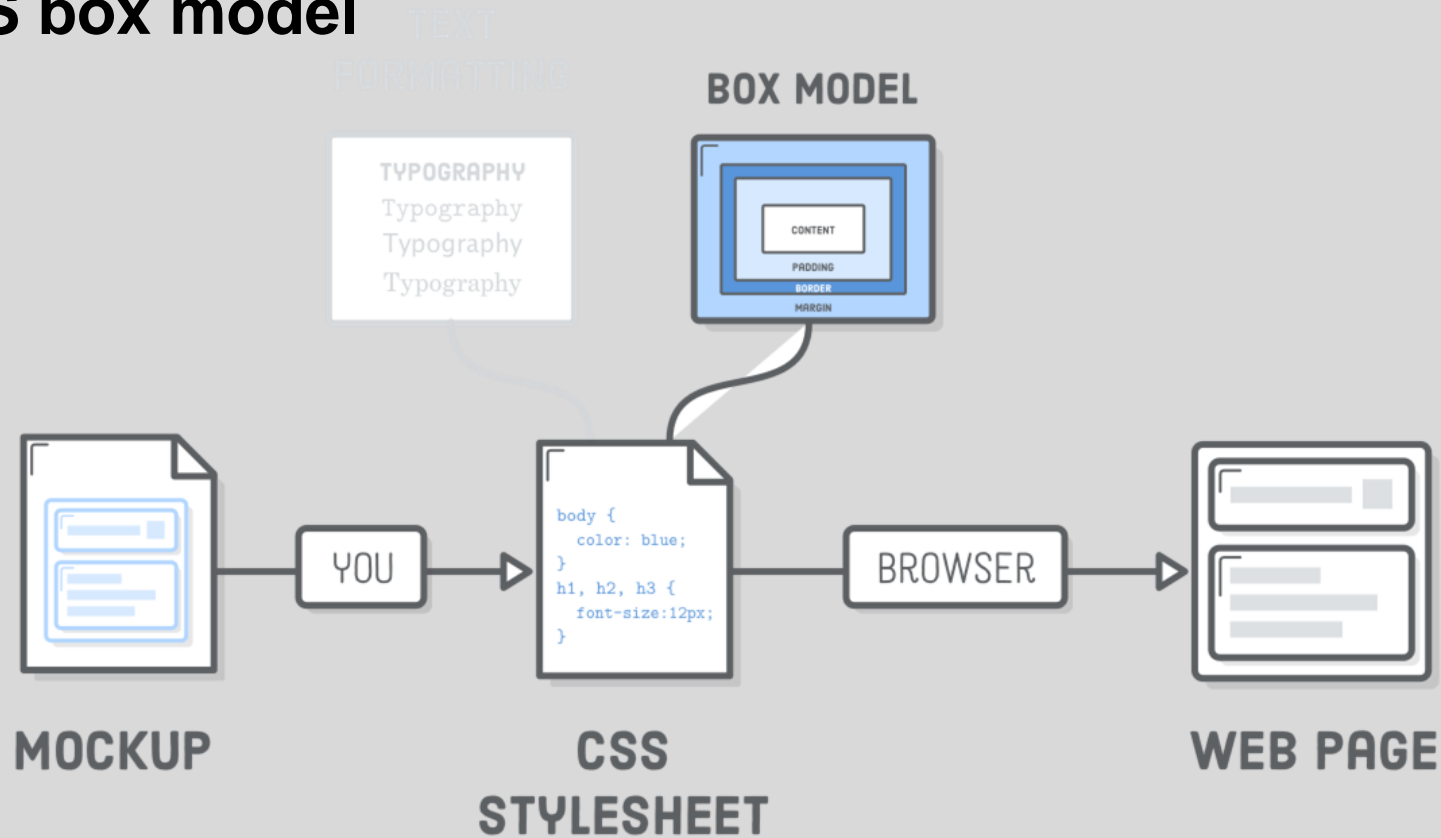 S box model
TEXT
FORMATTING
BOX MODEL
TYPOGRAPHY
Typography
Typography
Typography
CONTENT
PADDING
BORDER
MARGIN
YOU
body {
color: blue;
}
h1, h2, h3 {
font-size:12px;
}
BROWSER
MOCKUP
CSS
STYLESHEET
WEB PAGE